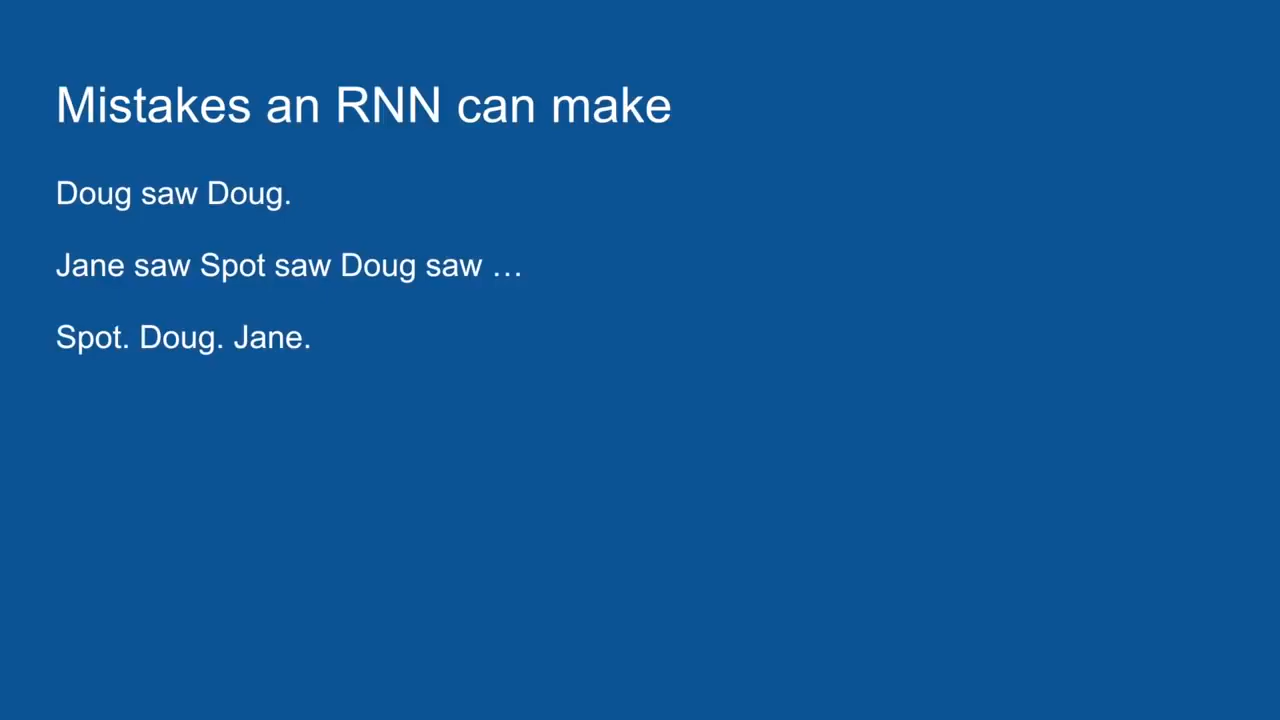 Mistakes an RNN can make
Doug saw Doug.
Jane saw Spot saw Doug saw …
Spot. Doug. Jane.